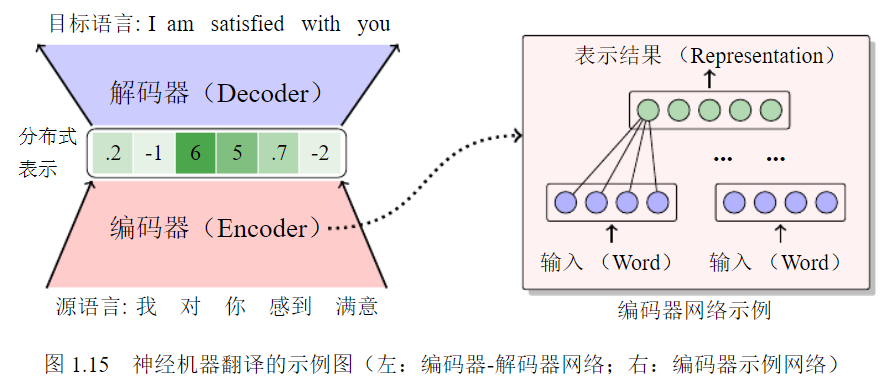 目标语言: I am satisfied with you
解码器（Decoder）
分布式
表示
.2 -1 6 5 .7 -2
编码器（Encoder）
源语言: 我 对 你 感到 满意
表示结果 （Representation）
... ...
输入 （Word） 输入 （Word）
编码器网络示例
图 1.15 神经机器翻译的示例图（左：编码器-解码器网络；右：编码器示例网络）